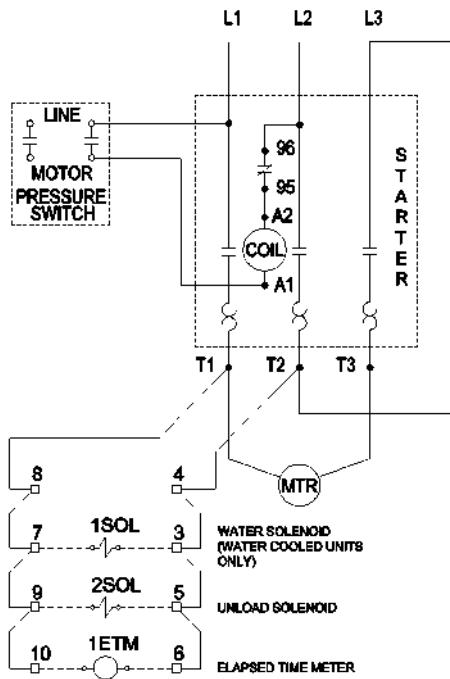 L1 L2 L3
LINE
MOTOR
PRESSURE
SWITCH
96
95
A2
COIL
A1
STARTER
T1 T2 T3
MTR
8 4
7 1SOL 3 WATER SOLENOID
(WATER COOLED UNITS
ONLY)
9 2SOL 5 UNLOAD SOLENOID
10 1ETM 6 ELAPSED TIME METER